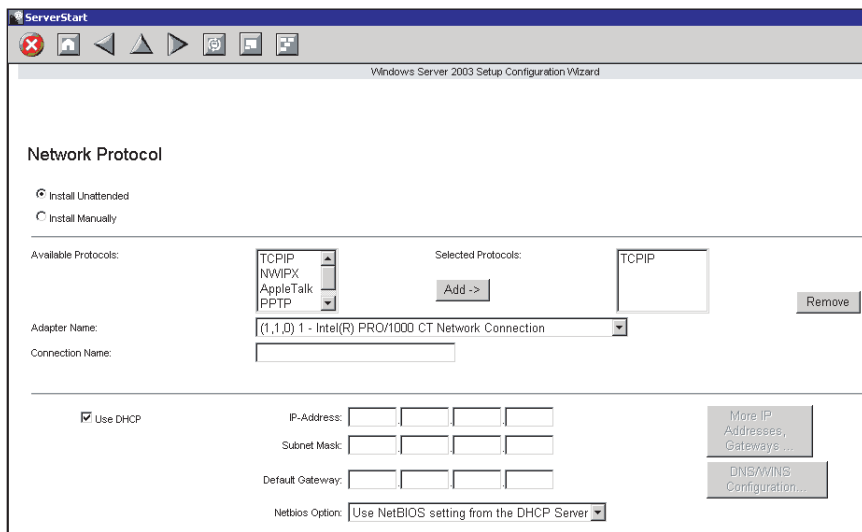 ServerStart
Windows Server 2003 Setup Configuration Wizard
Network Protocol
Install Unattended
Install Manually
Available Protocols:
TCPIP
NWIPX
AppleTalk
PPTP
Add ->
Selected Protocols:
TCPIP
Remove
Adapter Name:
(1,1,0) 1 - Intel(R) PRO/1000 CT Network Connection
Connection Name:
Use DHCP
IP-Address:
Subnet Mask:
Default Gateway:
Netbios Option:
Use NetBIOS setting from the DHCP Server
More IP
Addresses,
Gateways ...
DNS/WINS
Configuration...